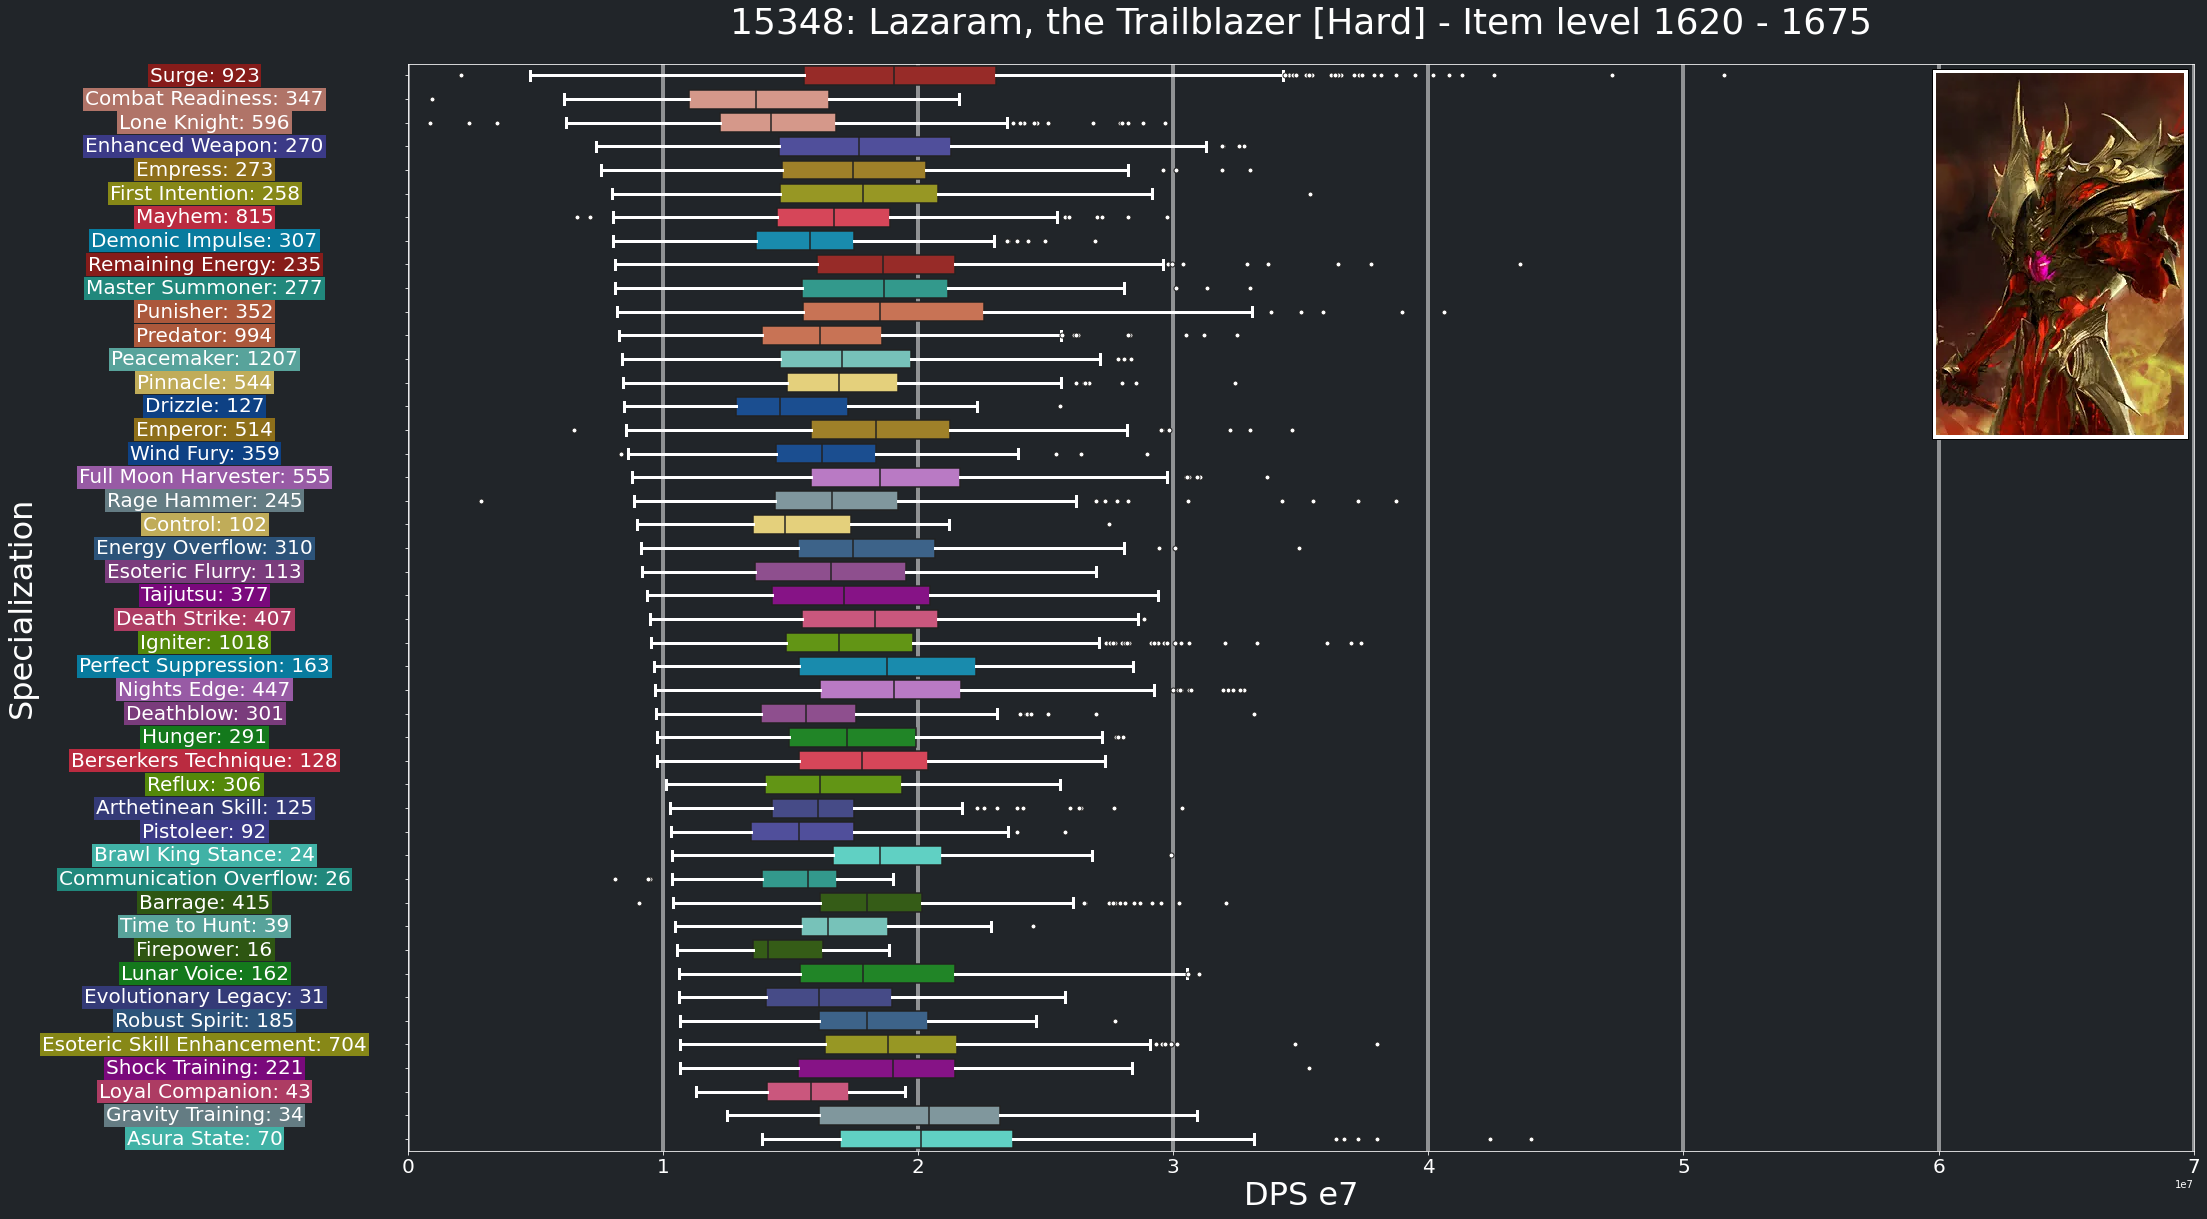 15348: Lazaram, the Trailblazer [Hard] - Item level 1620 - 1675
Specialization
Surge: 923
Combat Readiness: 347
Lone Knight: 596
Enhanced Weapon: 270
Empress: 273
First Intention: 258
Mayhem: 815
Demonic Impulse: 307
Remaining Energy: 235
Master Summoner: 277
Punisher: 352
Predator: 994
Peacemaker: 1207
Pinnacle: 544
Drizzle: 127
Emperor: 514
Wind Fury: 359
Full Moon Harvester: 555
Rage Hammer: 245
Control: 102
Energy Overflow: 310
Esoteric Flurry: 113
Taijutsu: 377
Death Strike: 407
Igniter: 1018
Perfect Suppression: 163
Nights Edge: 447
Deathblow: 301
Hunger: 291
Berserkers Technique: 128
Reflux: 306
Arthetinean Skill: 125
Pistoleer: 92
Brawl King Stance: 24
Communication Overflow: 26
Barrage: 415
Time to Hunt: 39
Firepower: 16
Lunar Voice: 162
Evolutionary Legacy: 31
Robust Spirit: 185
Esoteric Skill Enhancement: 704
Shock Training: 221
Loyal Companion: 43
Gravity Training: 34
Asura State: 70
0 1 2 3 4 5 6 7
DPS e7
1e7